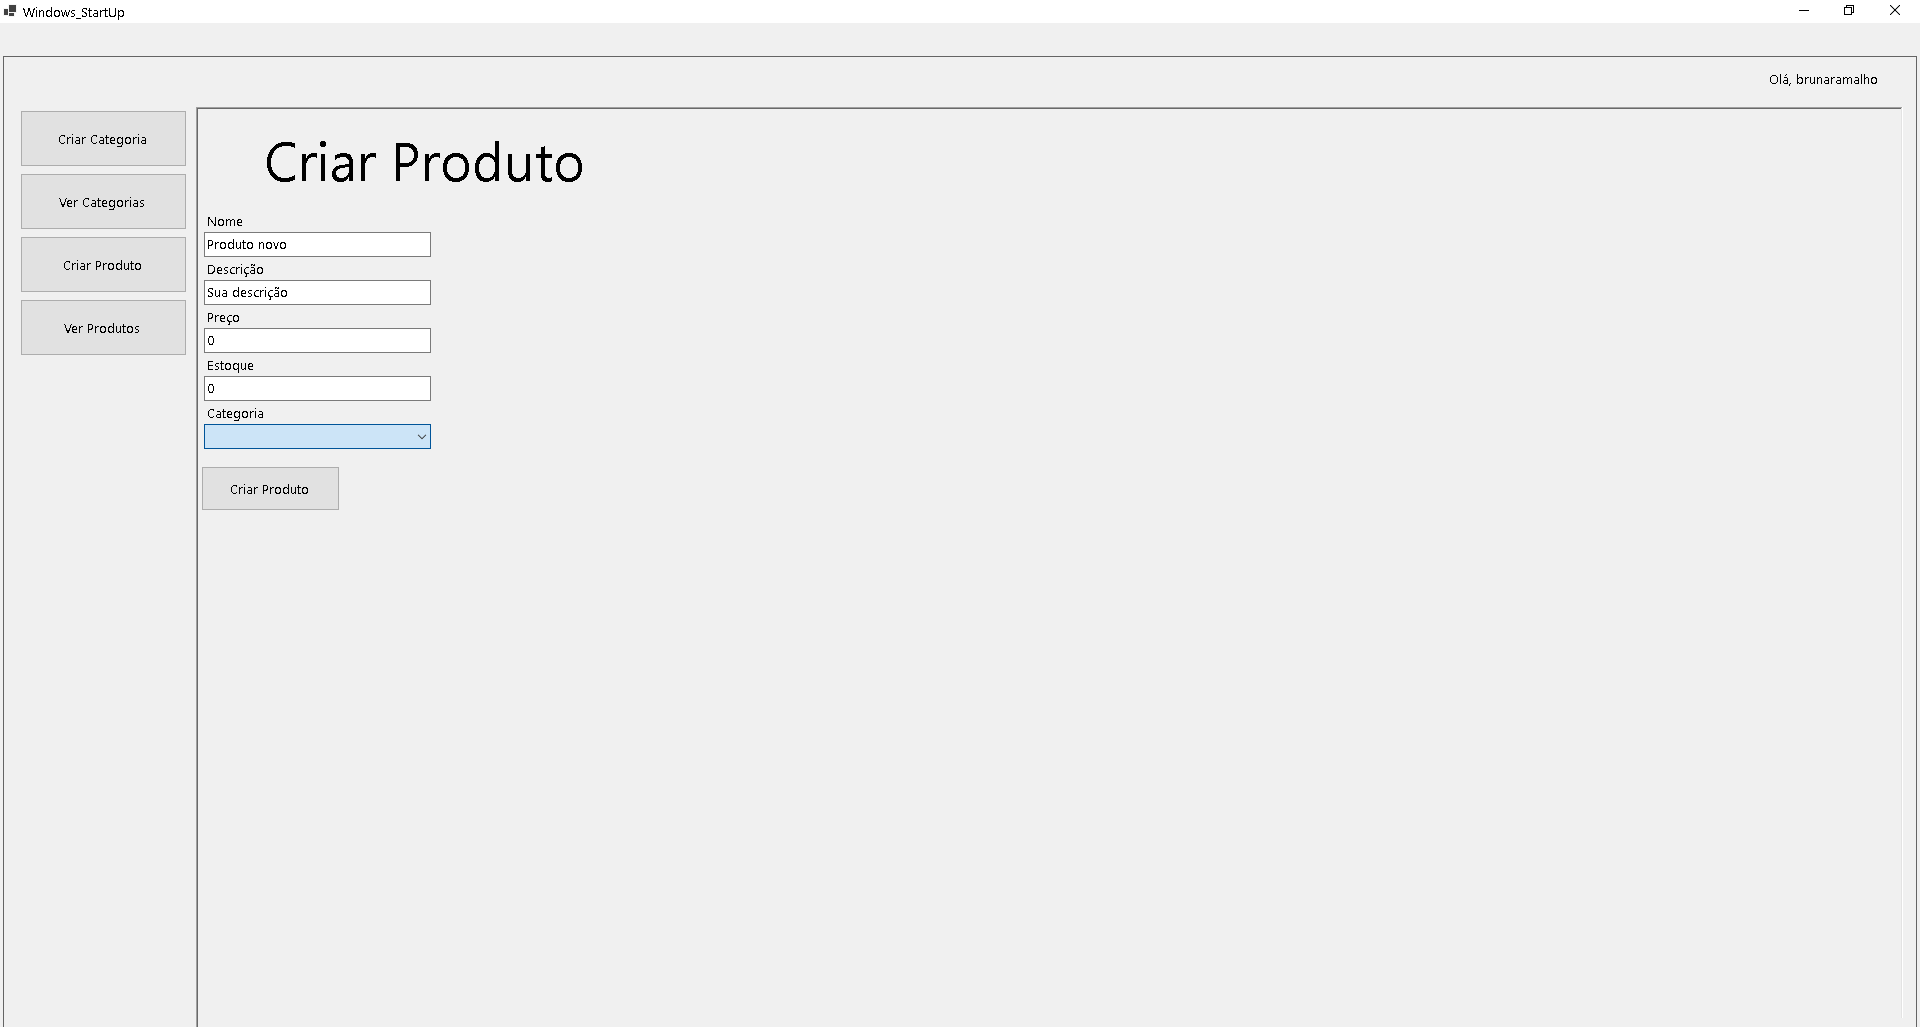 Windows_StartUp
Olá, brunaramalho
Criar Categoria
Ver Categorias
Criar Produto
Ver Produtos
Criar Produto
Nome
Produto novo
Descrição
Sua descrição
Preço
0
Estoque
0
Categoria
Criar Produto